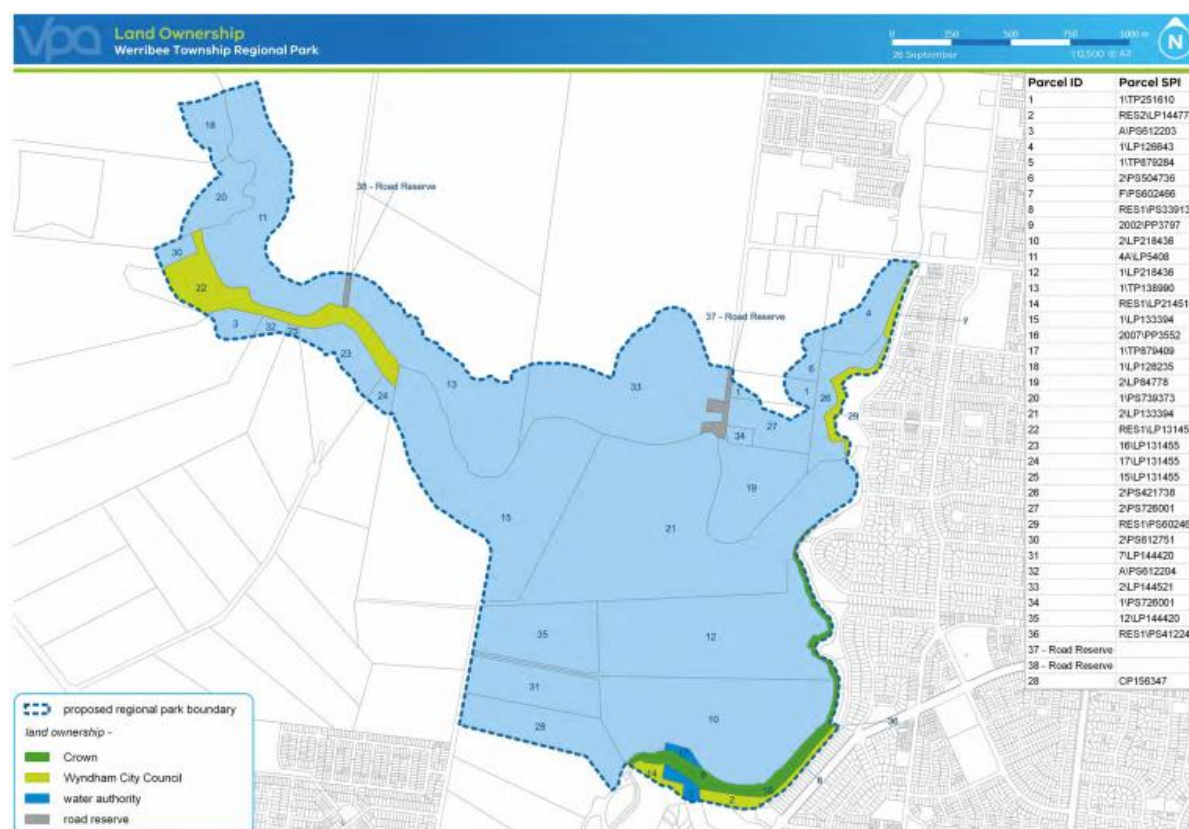 vpa
Land Ownership
Werribee Township Regional Park
0 250 500 750 1000 m
26 September 1:12,500 @ A3
N
Parcel ID Parcel SPI
1 1\TP251610
2 RES2\LP14477
3 A\PS612203
4 1\LP126643
5 1\TP879284
6 2\PS504736
7 F\PS602466
8 RES1\PS33913
9 2002\PP3797
10 2\LP218436
11 4A\LP5408
12 1\LP218436
13 1\TP138990
14 RES1\LP21451
15 1\LP133394
16 2007\PP3552
17 1\TP879409
18 1\LP128235
19 2\LP84778
20 1\PS739373
21 2\LP133394
22 RES1\LP13145
23 16\LP131455
24 17\LP131455
25 15\LP131455
26 2\PS421738
27 2\PS726001
29 RES1\PS60246
30 2\PS612751
31 7\LP144420
32 A\PS612204
33 2\LP144521
34 1\PS726001
35 12\LP144420
36 RES1\PS41224
37 - Road Reserve
38 - Road Reserve
28 CP156347
18
20
11
38 - Road Reserve
30
22
3
32
25
23
24
13
33
37 - Road Reserve
4
7
6
1
1
26
29
27
34
19
15
21
35
12
31
10
28
36
14
2
8
proposed regional park boundary
land ownership -
Crown
Wyndham City Council
water authority
road reserve